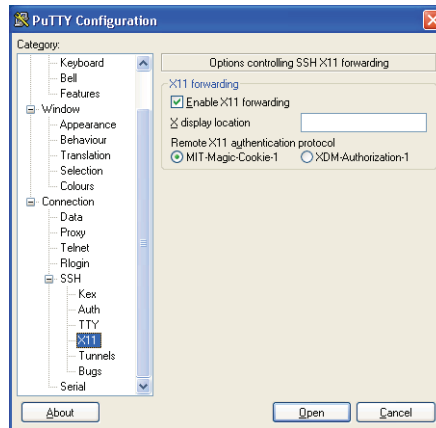 PuTTY Configuration
Category:
Keyboard
Bell
Features
Window
Appearance
Behaviour
Translation
Selection
Colours
Connection
Data
Proxy
Telnet
Rlogin
SSH
Kex
Auth
TTY
X11
Tunnels
Bugs
Serial
Options controlling SSH X11 forwarding
X11 forwarding
Enable X11 forwarding
X display location
Remote X11 authentication protocol
MIT-Magic-Cookie-1 XDM-Authorization-1
About Open Cancel